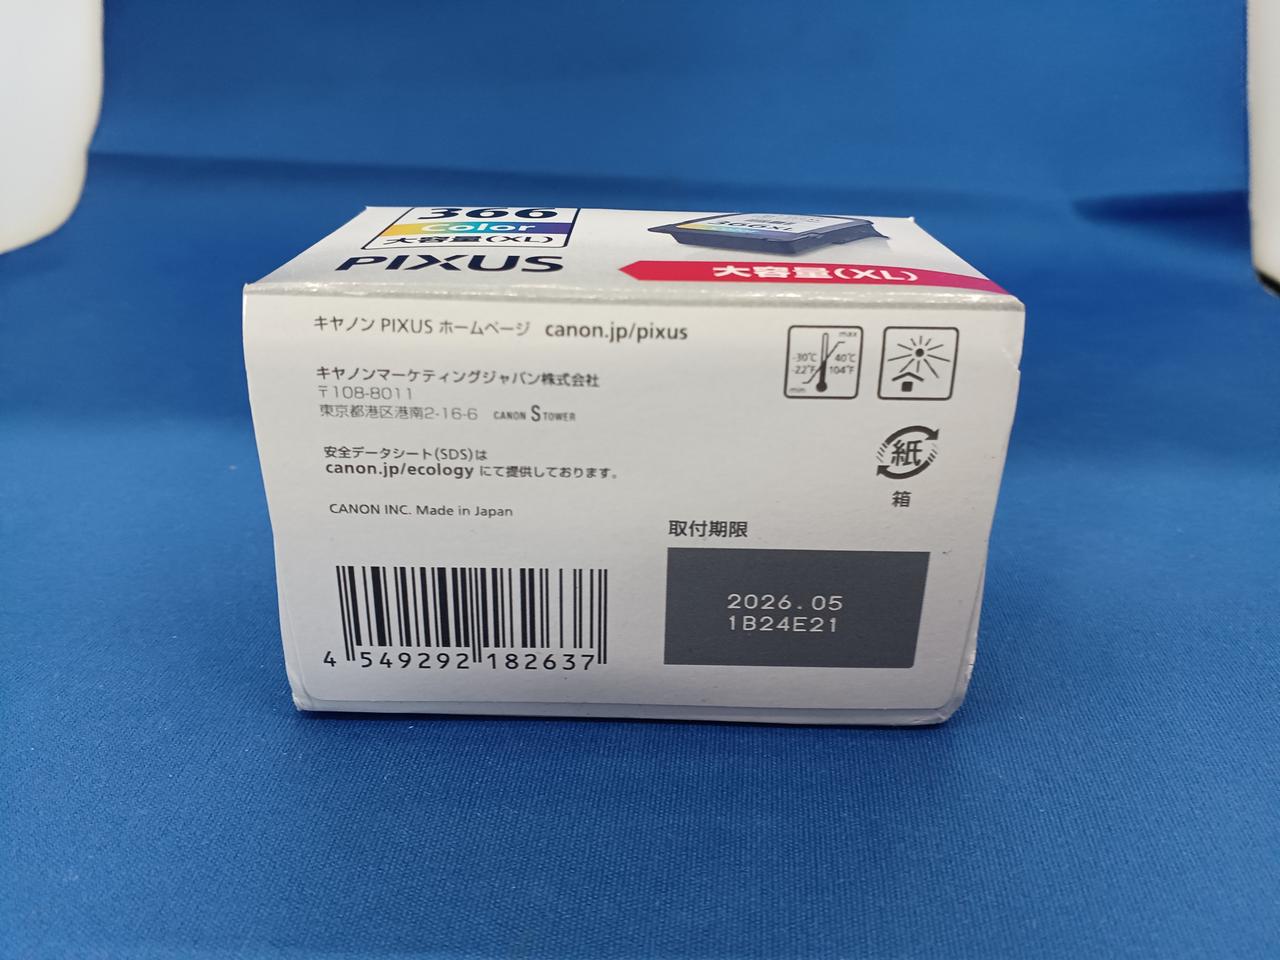 366
Color
大容量(XL)
PIXUS
366XL
大容量(XL)
キヤノン PIXUS ホームページ canon.jp/pixus
キヤノンマーケティングジャパン株式会社
〒108-8011
東京都港区港南2-16-6 CANON S TOWER
安全データシート(SDS)は
canon.jp/ecology にて提供しております。
CANON INC. Made in Japan
max
-30℃ 40℃
-22°F 104°F
min
紙
箱
取付期限
2026.05
1B24E21
4 549292 182637